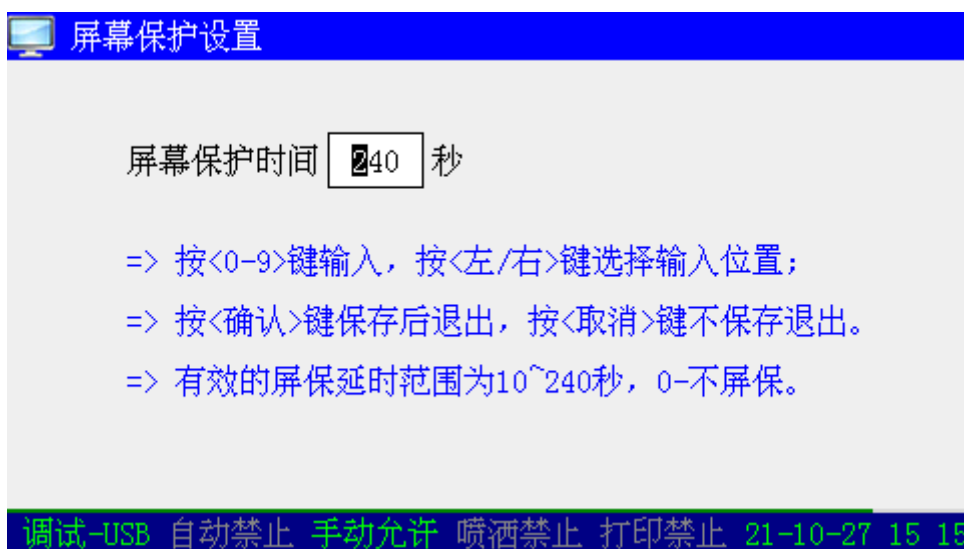 屏幕保护设置
屏幕保护时间 240 秒
=> 按<0-9>键输入，按<左/右>键选择输入位置；
=> 按<确认>键保存后退出，按<取消>键不保存退出。
=> 有效的屏保延时范围为10~240秒，0-不屏保。
调试-USB 自动禁止 手动允许 喷洒禁止 打印禁止 21-10-27 15 15